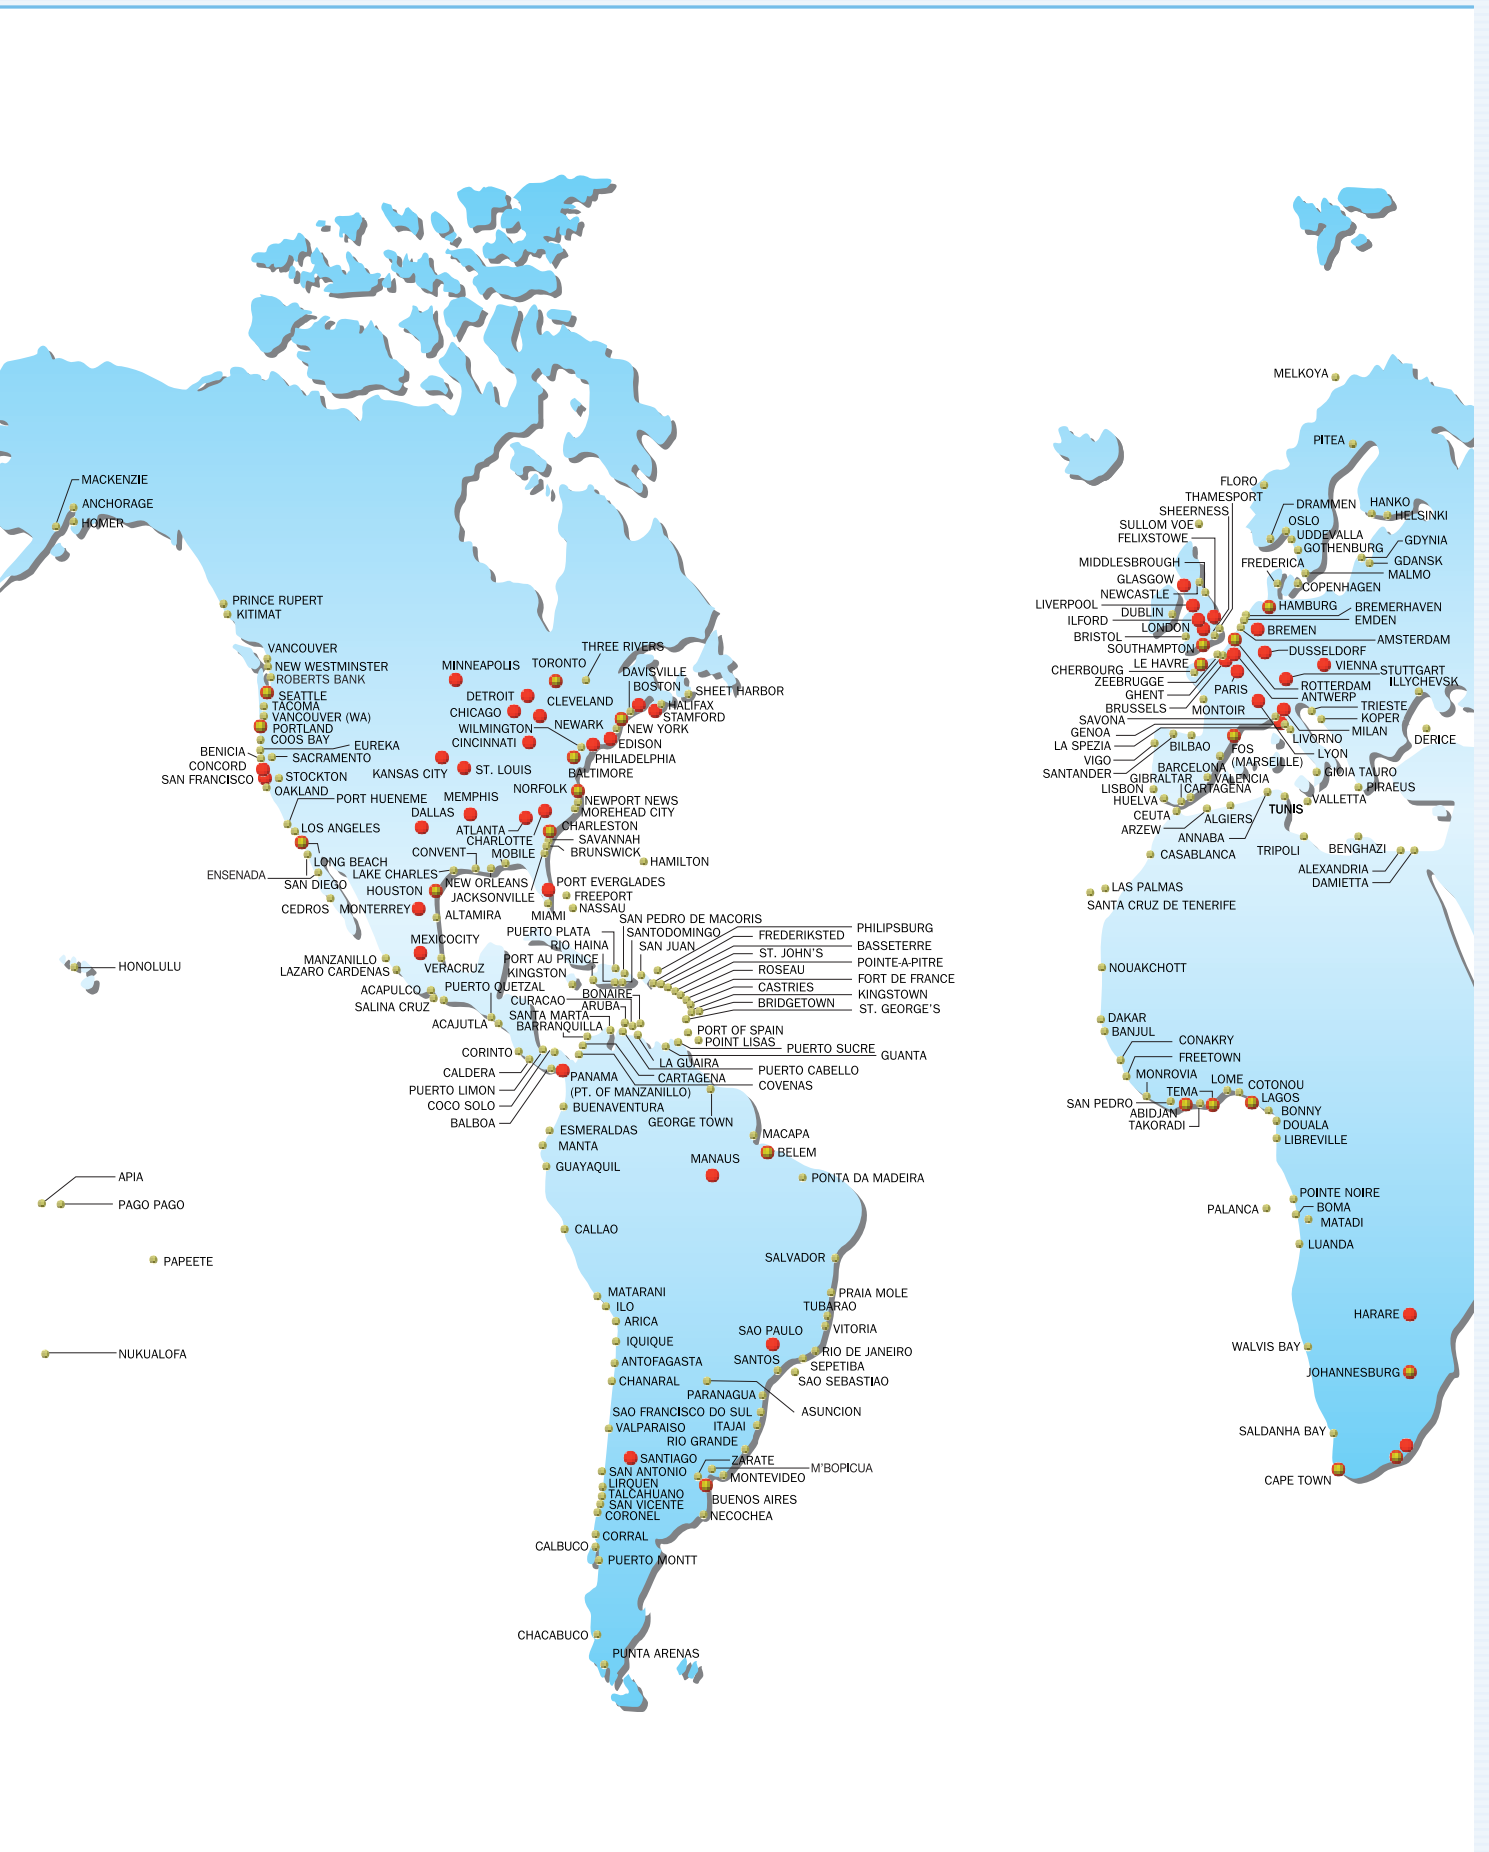 MACKENZIE
ANCHORAGE
HOMER
PRINCE RUPERT
KITIMAT
VANCOUVER
NEW WESTMINSTER
ROBERTS BANK
SEATTLE
TACOMA
VANCOUVER (WA)
PORTLAND
COOS BAY
EUREKA
BENICIA
SACRAMENTO
CONCORD
SAN FRANCISCO
STOCKTON
OAKLAND
PORT HUENEME
LOS ANGELES
LONG BEACH
ENSENADA
SAN DIEGO
CEDROS
MINNEAPOLIS
TORONTO
THREE RIVERS
DAVISVILLE
BOSTON
SHEET HARBOR
HALIFAX
STAMFORD
NEW YORK
DETROIT
CLEVELAND
CHICAGO
NEWARK
WILMINGTON
CINCINNATI
EDISON
PHILADELPHIA
BALTIMORE
KANSAS CITY
ST. LOUIS
NORFOLK
MEMPHIS
NEWPORT NEWS
MOREHEAD CITY
DALLAS
ATLANTA
CHARLESTON
CHARLOTTE
SAVANNAH
CONVENT
MOBILE
BRUNSWICK
HAMILTON
LAKE CHARLES
NEW ORLEANS
PORT EVERGLADES
HOUSTON
JACKSONVILLE
FREEPORT
MONTERREY
ALTAMIRA
MIAMI
NASSAU
MEXICOCITY
VERACRUZ
HONOLULU
MANZANILLO
LAZARO CARDENAS
ACAPULCO
SALINA CRUZ
PUERTO QUETZAL
ACAJUTLA
PUERTO PLATA
SAN PEDRO DE MACORIS
SANTODOMINGO
RIO HAINA
SAN JUAN
PORT AU PRINCE
KINGSTON
PHILIPSBURG
FREDERIKSTED
BASSETERRE
ST. JOHN'S
POINTE-A-PITRE
ROSEAU
FORT DE FRANCE
CASTRIES
KINGSTOWN
BRIDGETOWN
ST. GEORGE'S
BONAIRE
CURACAO
ARUBA
SANTA MARTA
BARRANQUILLA
PORT OF SPAIN
POINT LISAS
PUERTO SUCRE
GUANTA
LA GUAIRA
PUERTO CABELLO
CARTAGENA
COVENAS
CORINTO
CALDERA
PUERTO LIMON
COCO SOLO
BALBOA
PANAMA
(PT. OF MANZANILLO)
BUENAVENTURA
GEORGE TOWN
ESMERALDAS
MANTA
GUAYAQUIL
MACAPA
BELEM
MANAUS
PONTA DA MADEIRA
APIA
PAGO PAGO
PAPEETE
NUKUALOFA
CALLAO
SALVADOR
MATARANI
ILO
ARICA
IQUIQUE
ANTOFAGASTA
CHANARAL
PRAIA MOLE
TUBARAO
VITORIA
SAO PAULO
RIO DE JANEIRO
SANTOS
SEPETIBA
SAO SEBASTIAO
PARANAGUA
ASUNCION
SAO FRANCISCO DO SUL
ITAJAI
VALPARAISO
RIO GRANDE
SANTIAGO
ZARATE
M'BOPICUA
SAN ANTONIO
MONTEVIDEO
LIRQUEN
TALCAHUANO
BUENOS AIRES
SAN VICENTE
CORONEL
NECOCHEA
CORRAL
CALBUCO
PUERTO MONTT
CHACABUCO
PUNTA ARENAS
MELKOYA
PITEA
FLORO
THAMESPORT
SHEERNESS
SULLOM VOE
FELIXSTOWE
DRAMMEN
HANKO
HELSINKI
OSLO
UDDEVALLA
GOTHENBURG
GDYNIA
GDANSK
MALMO
FREDERICA
COPENHAGEN
MIDDLESBROUGH
GLASGOW
NEWCASTLE
LIVERPOOL
DUBLIN
ILFORD
LONDON
BRISTOL
SOUTHAMPTON
HAMBURG
BREMERHAVEN
EMDEN
BREMEN
AMSTERDAM
DUSSELDORF
LE HAVRE
CHERBOURG
ZEEBRUGGE
GHENT
BRUSSELS
VIENNA
STUTTGART
ILLYCHEVSK
PARIS
ROTTERDAM
ANTWERP
MONTOIR
TRIESTE
KOPER
SAVONA
GENOA
LA SPEZIA
VIGO
SANTANDER
BILBAO
MILAN
LIVORNO
LYON
DERICE
FOS
(MARSEILLE)
BARCELONA
GIBRALTAR
VALENCIA
GIOIA TAURO
LISBON
CARTAGENA
PIRAEUS
HUELVA
VALLETTA
CEUTA
ALGIERS
TUNIS
ARZEW
ANNABA
CASABLANCA
TRIPOLI
BENGHAZI
ALEXANDRIA
DAMIETTA
LAS PALMAS
SANTA CRUZ DE TENERIFE
NOUAKCHOTT
DAKAR
BANJUL
CONAKRY
FREETOWN
MONROVIA
LOME
COTONOU
TEMA
LAGOS
SAN PEDRO
ABIDJAN
TAKORADI
BONNY
DOUALA
LIBREVILLE
POINTE NOIRE
BOMA
PALANCA
MATADI
LUANDA
HARARE
WALVIS BAY
JOHANNESBURG
SALDANHA BAY
CAPE TOWN